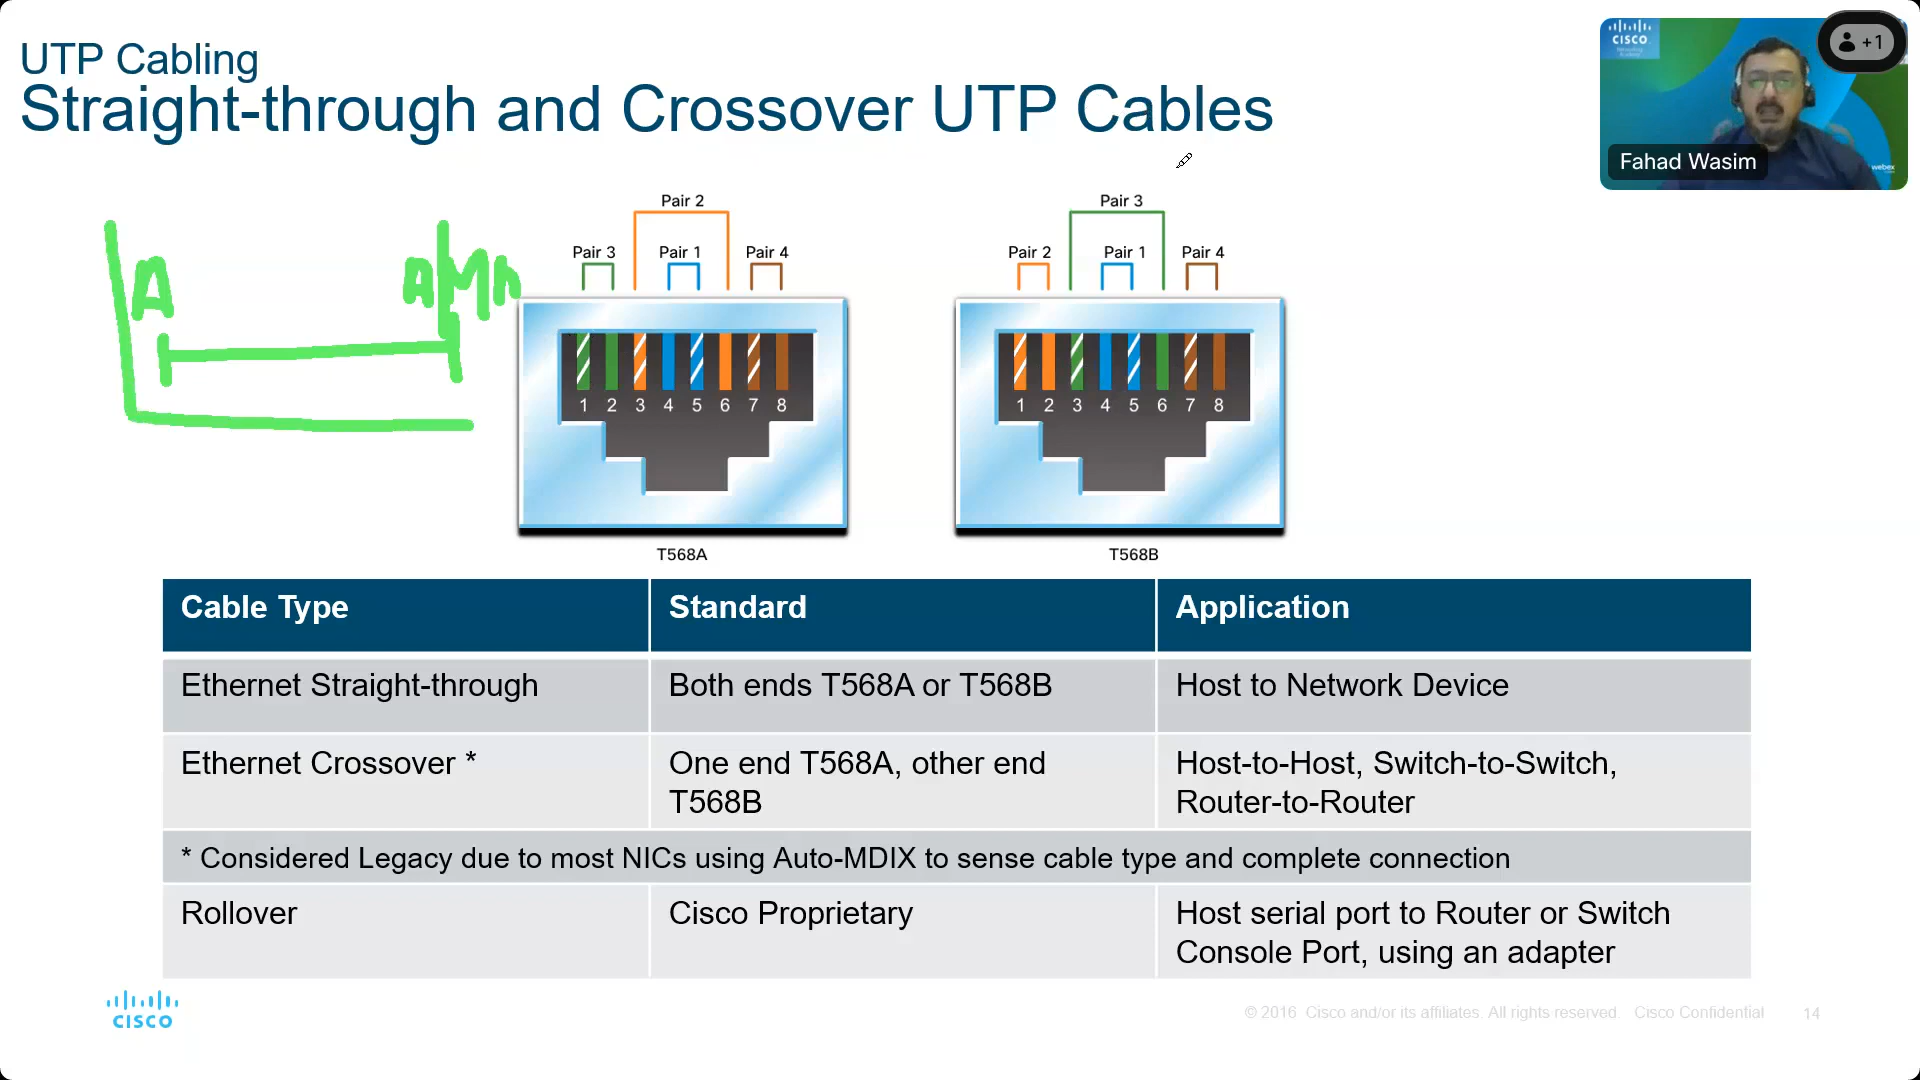 UTP Cabling
Straight-through and Crossover UTP Cables
CISCO
+1
Fahad Wasim
webex
A
Pair 2
Pair 3 Pair 1 Pair 4
1 2 3 4 5 6 7 8
T568A
Pair 3
Pair 2 Pair 1 Pair 4
1 2 3 4 5 6 7 8
T568B
Cable Type Standard Application
Ethernet Straight-through Both ends T568A or T568B Host to Network Device
Ethernet Crossover * One end T568A, other end T568B Host-to-Host, Switch-to-Switch, Router-to-Router
* Considered Legacy due to most NICs using Auto-MDIX to sense cable type and complete connection
Rollover Cisco Proprietary Host serial port to Router or Switch Console Port, using an adapter
CISCO
© 2016 Cisco and/or its affiliates. All rights reserved. Cisco Confidential 14